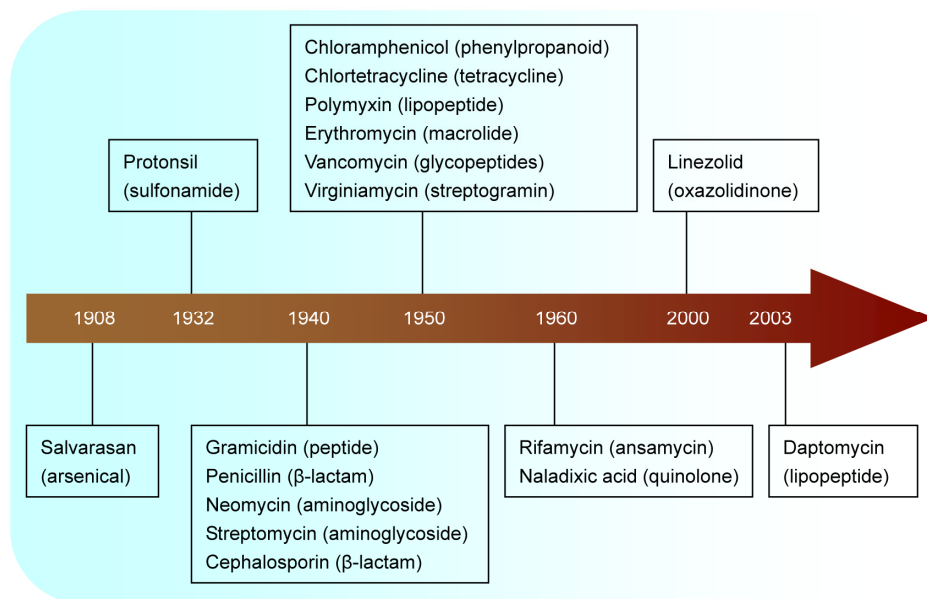 Chloramphenicol (phenylpropanoid)
Chlortetracycline (tetracycline)
Polymyxin (lipopeptide)
Erythromycin (macrolide)
Vancomycin (glycopeptides)
Virginiamycin (streptogramin)
Protonsil
(sulfonamide)
Linezolid
(oxazolidinone)
1908 1932 1940 1950 1960 2000 2003
Salvarasan
(arsenical)
Gramicidin (peptide)
Penicillin (β-lactam)
Neomycin (aminoglycoside)
Streptomycin (aminoglycoside)
Cephalosporin (β-lactam)
Rifamycin (ansamycin)
Naladixic acid (quinolone)
Daptomycin
(lipopeptide)